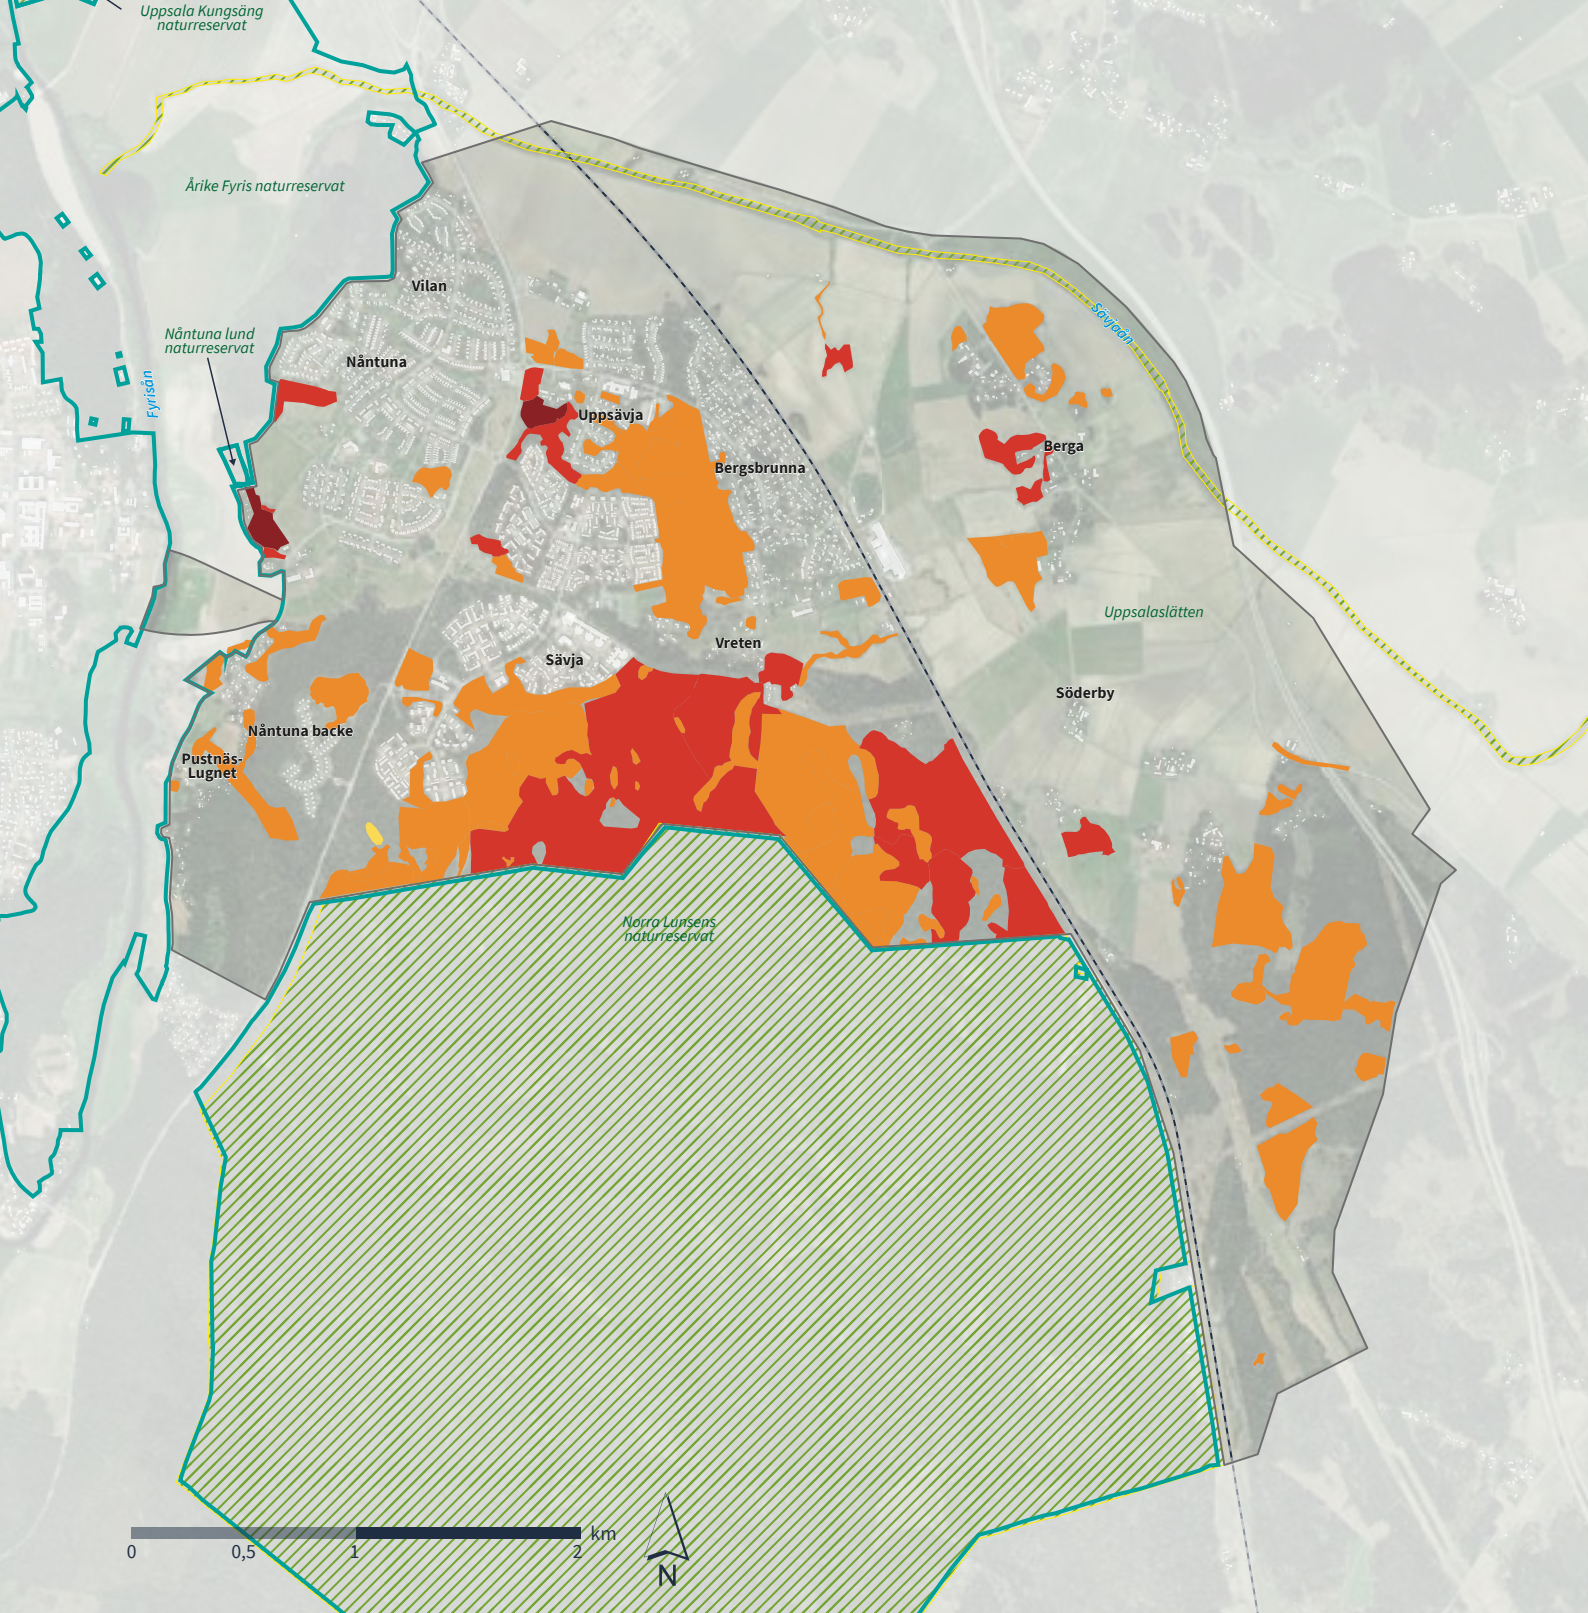 Uppsala Kungsäng
naturreservat
Årike Fyris naturreservat
Vilan
Sävjaån
Nåntuna lund
naturreservat
Nåntuna
Fyrisån
Uppsävja
Berga
Bergsbrunna
Uppsalaslätten
Vreten
Sävja
Söderby
Nåntuna backe
Pustnäs-
Lugnet
Norra Lunsens
naturreservat
km
0
0,5
1
2
N